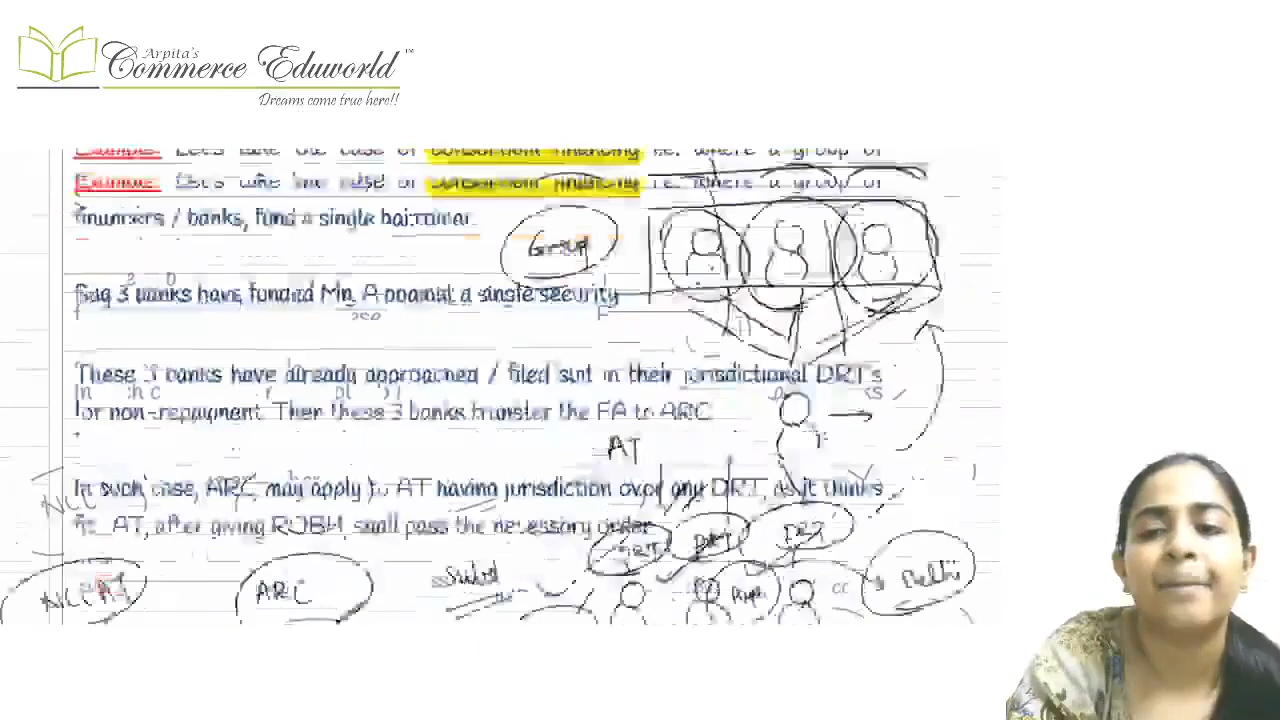 Arpita's
Commerce Eduworld™
Dreams come true here!!
Example: Let's take the case of consortium financing i.e. where a group of
financiers / banks, fund a single borrower.
Group
Say 3 banks have funded Mr. A against a single security
These 3 banks have already approached / filed suit in their jurisdictional DRT's
for non-repayment. Then these 3 banks transfer the FA to ARC
AT
In such case, ARC may apply to AT having jurisdiction over any DRT, as it thinks
fit. AT, after giving ROBH, shall pass the necessary order
DRT DRT DRT
NCLAT ARC Delhi